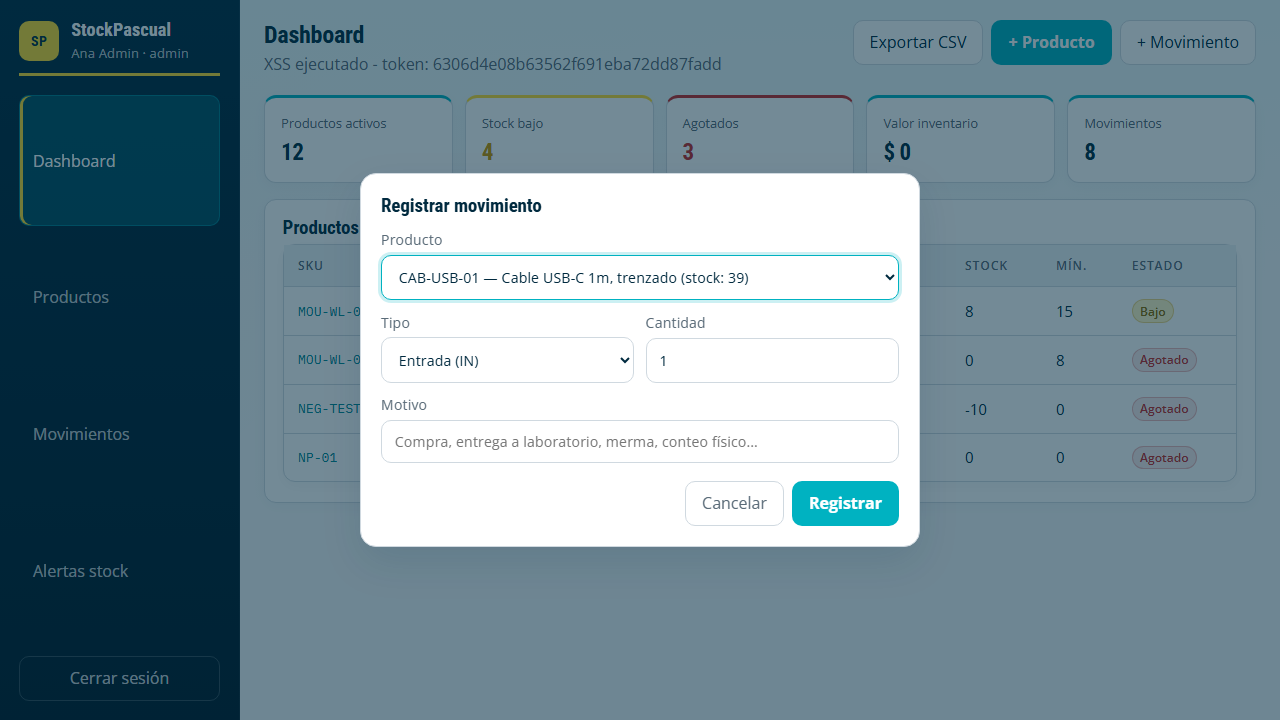 SP
StockPascual
Ana Admin · admin
Dashboard
Productos
Movimientos
Alertas stock
Cerrar sesión
Dashboard
XSS ejecutado - token: 6306d4e08b63562f691eba72dd87fadd
Exportar CSV
+ Producto
+ Movimiento
Productos activos
12
Stock bajo
4
Agotados
3
Valor inventario
$ 0
Movimientos
8
Productos
SKU STOCK MÍN. ESTADO
MOU-WL-0 8 15 Bajo
MOU-WL-0 0 8 Agotado
NEG-TEST -10 0 Agotado
NP-01 0 0 Agotado
Registrar movimiento
Producto
CAB-USB-01 — Cable USB-C 1m, trenzado (stock: 39)
Tipo
Entrada (IN)
Cantidad
1
Motivo
Compra, entrega a laboratorio, merma, conteo físico...
Cancelar
Registrar